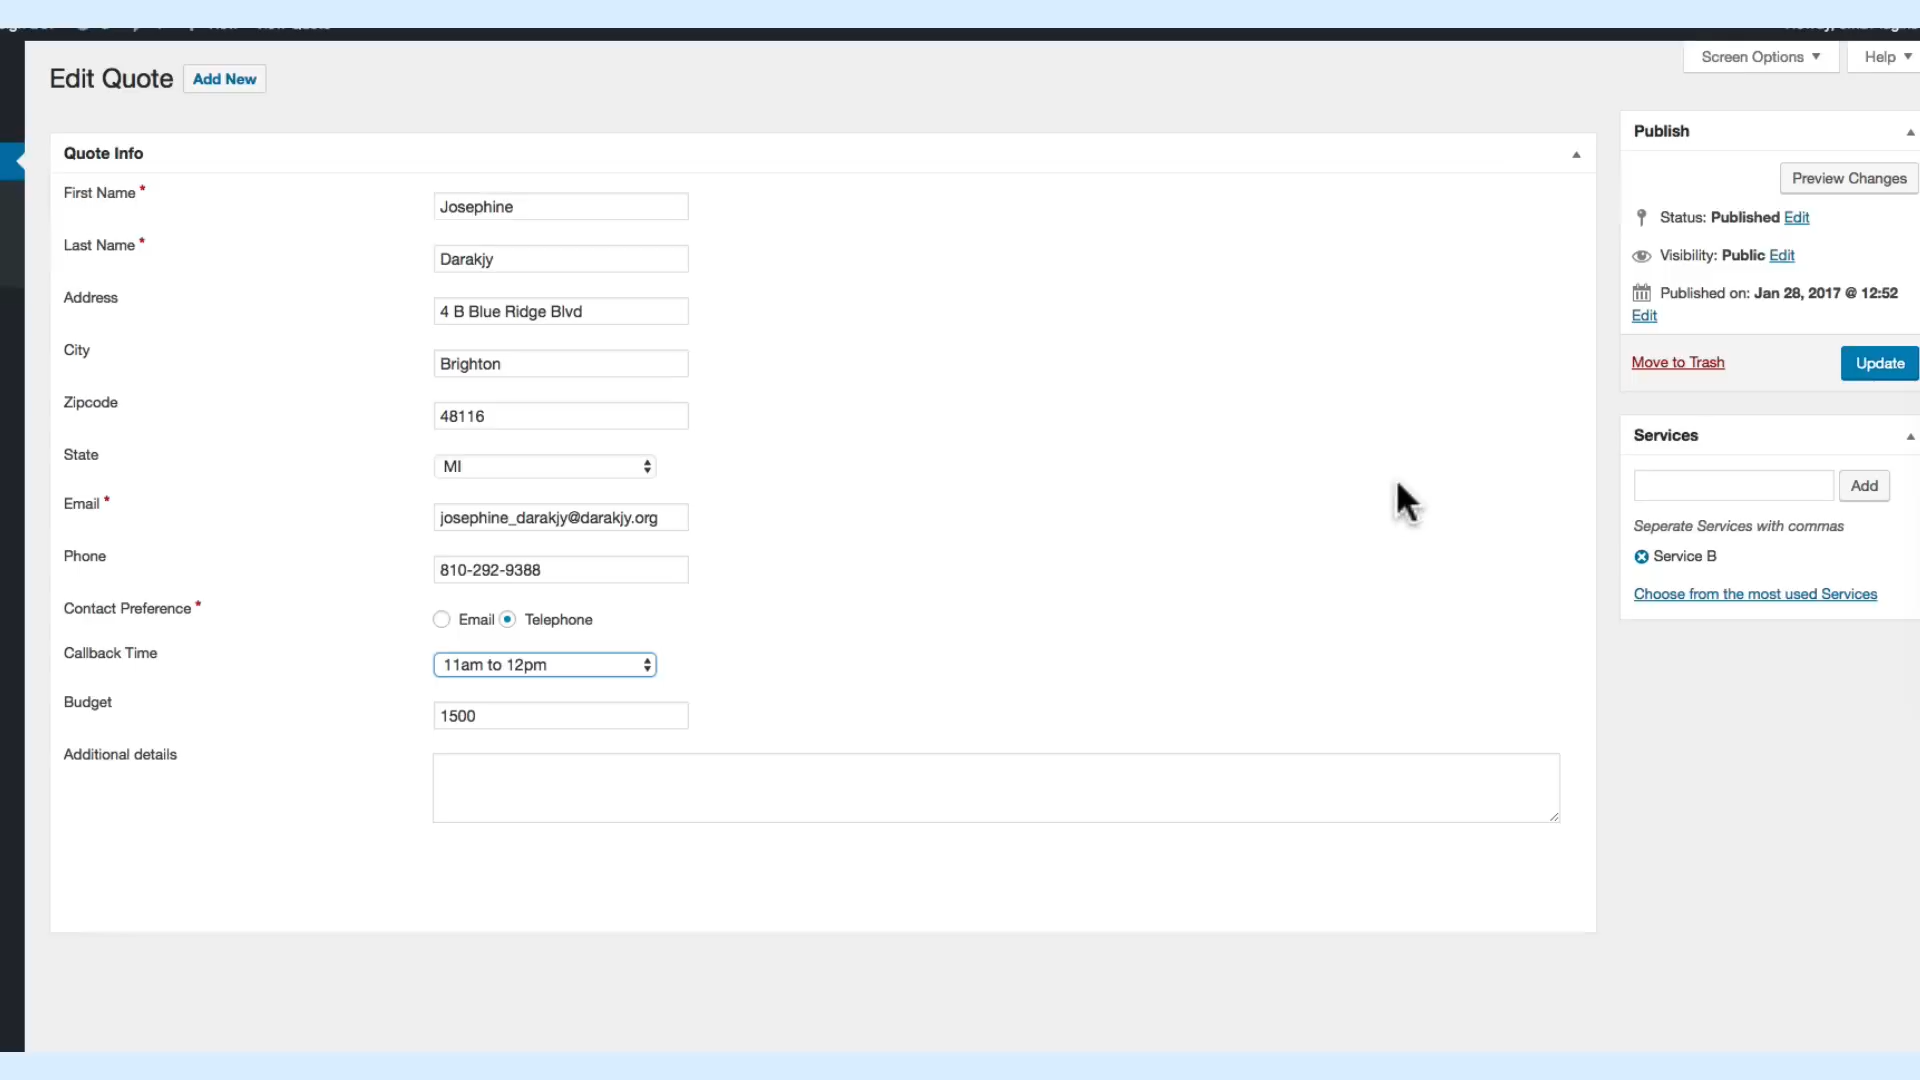 Edit Quote Add New
Screen Options Help
Quote Info
First Name * Josephine
Last Name * Darakjy
Address 4 B Blue Ridge Blvd
City Brighton
Zipcode 48116
State MI
Email * josephine_darakjy@darakjy.org
Phone 810-292-9388
Contact Preference * Email Telephone
Callback Time 11am to 12pm
Budget 1500
Additional details
Publish
Preview Changes
Status: Published Edit
Visibility: Public Edit
Published on: Jan 28, 2017 @ 12:52
Edit
Move to Trash Update
Services
Add
Seperate Services with commas
Service B
Choose from the most used Services